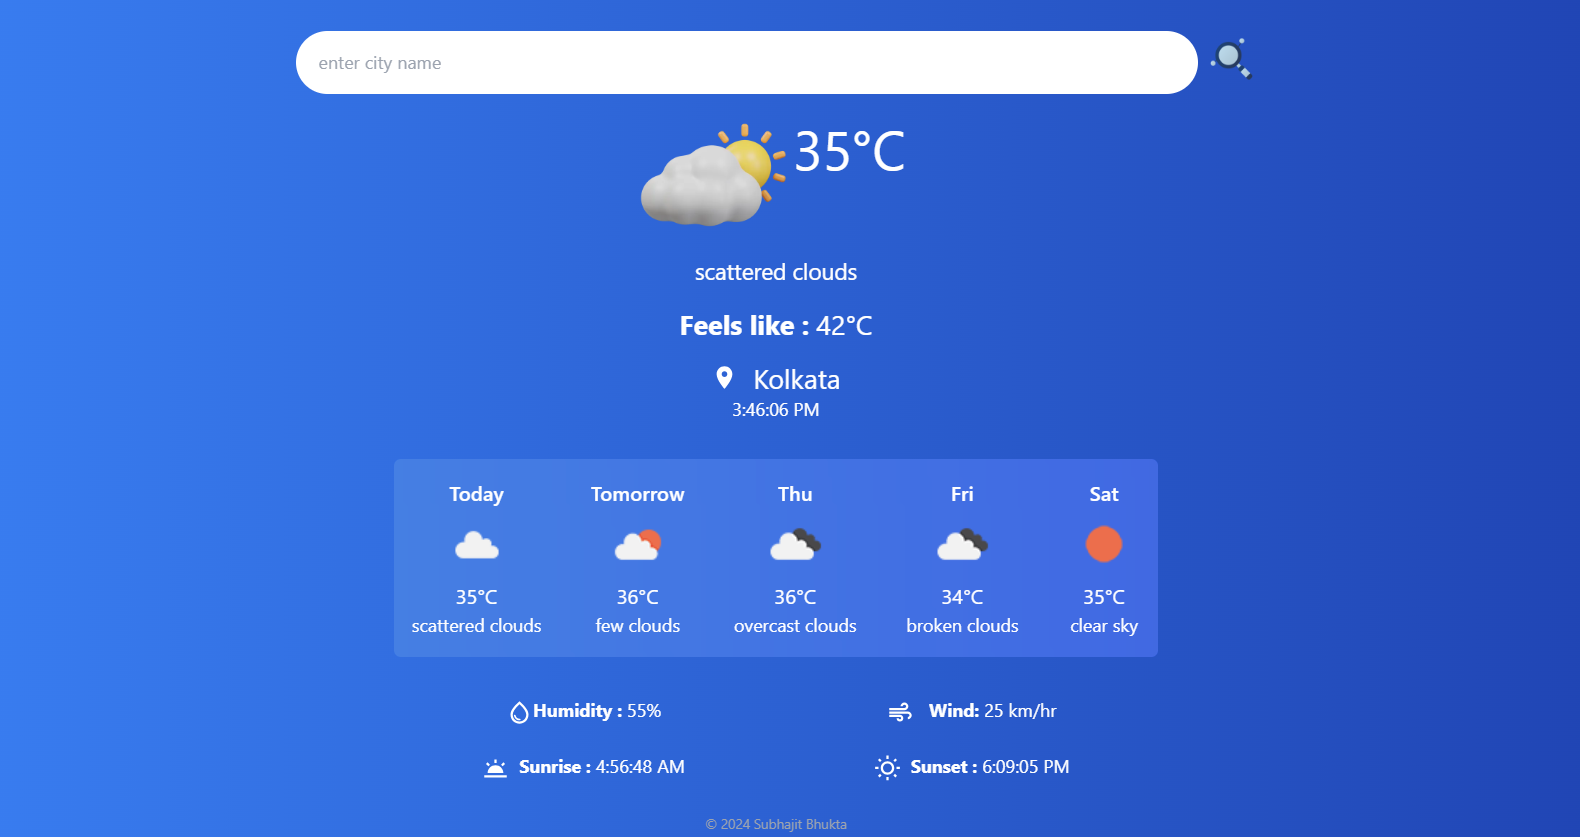 enter city name
35°C
scattered clouds
Feels like : 42°C
Kolkata
3:46:06 PM
Today Tomorrow Thu Fri Sat
35°C 36°C 36°C 34°C 35°C
scattered clouds few clouds overcast clouds broken clouds clear sky
Humidity : 55% Wind: 25 km/hr
Sunrise : 4:56:48 AM Sunset : 6:09:05 PM
© 2024 Subhajit Bhukta